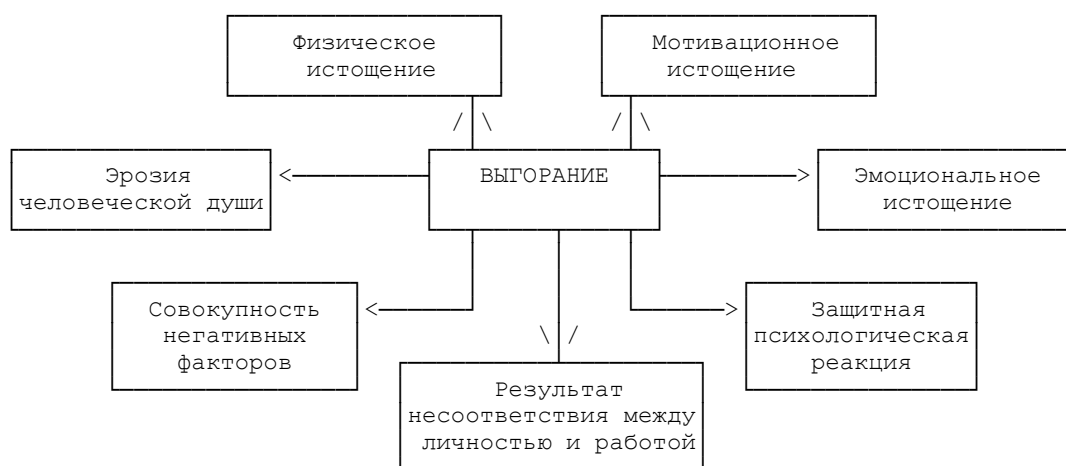 Физическое
истощение
Мотивационное
истощение
Эрозия
человеческой души
ВЫГОРАНИЕ
Эмоциональное
истощение
Совокупность
негативных
факторов
Защитная
психологическая
реакция
Результат
несоответствия между
личностью и работой